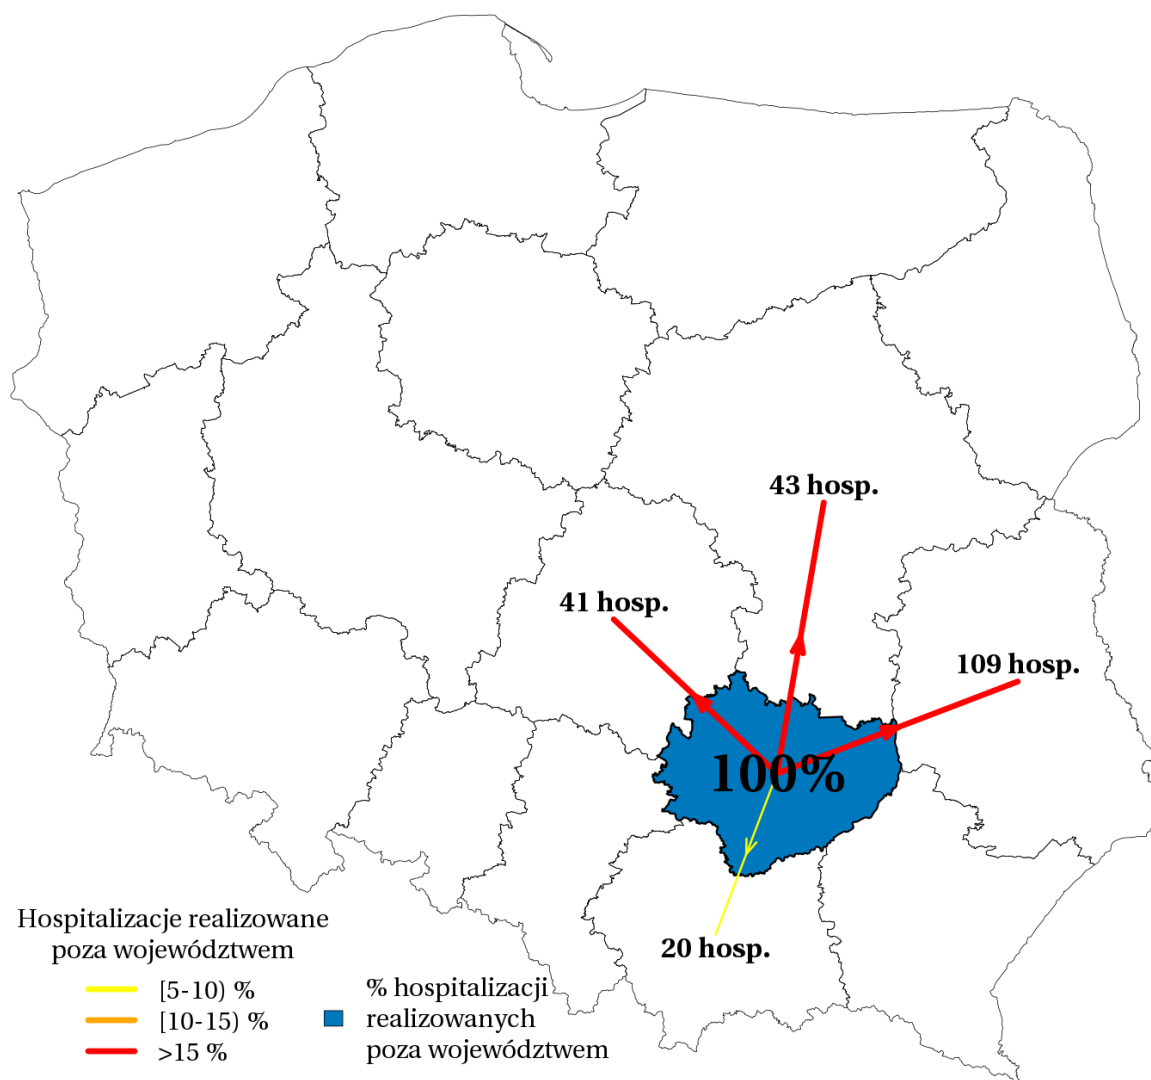 43 hosp.
41 hosp.
109 hosp.
100%
20 hosp.
Hospitalizacje realizowane
poza województwem
[5-10) %
[10-15) %
>15 %
% hospitalizacji
realizowanych
poza województwem